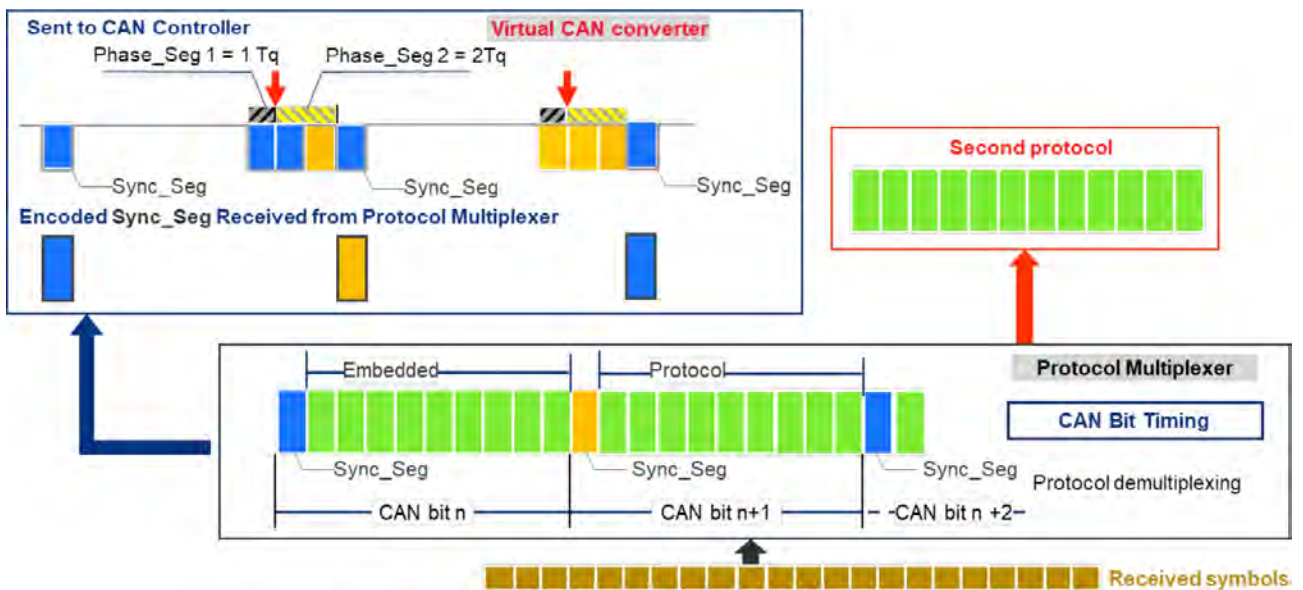 Sent to CAN Controller
Virtual CAN converter
Phase_Seg 1 = 1 Tq
Phase_Seg 2 = 2Tq
Sync_Seg
Sync_Seg
Sync_Seg
Encoded Sync_Seg Received from Protocol Multiplexer
Second protocol
Embedded
Protocol
Protocol Multiplexer
CAN Bit Timing
Sync_Seg
Sync_Seg
Sync_Seg
Protocol demultiplexing
CAN bit n
CAN bit n+1
CAN bit n +2
Received symbols